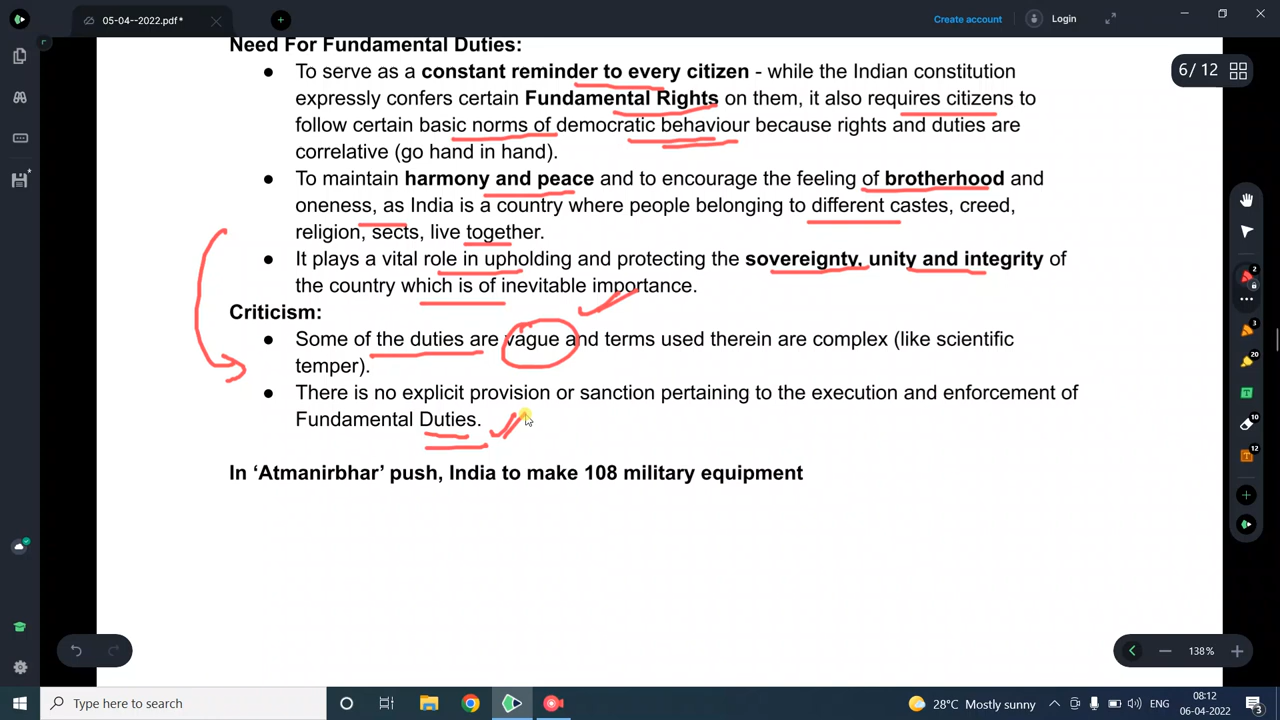 05-04--2022.pdf*
Create account
Login
Need For Fundamental Duties:
6/12
● To serve as a constant reminder to every citizen - while the Indian constitution
expressly confers certain Fundamental Rights on them, it also requires citizens to
follow certain basic norms of democratic behaviour because rights and duties are
correlative (go hand in hand).
● To maintain harmony and peace and to encourage the feeling of brotherhood and
oneness, as India is a country where people belonging to different castes, creed,
religion, sects, live together.
● It plays a vital role in upholding and protecting the sovereignty, unity and integrity of
the country which is of inevitable importance.
Criticism:
● Some of the duties are vague and terms used therein are complex (like scientific
temper).
● There is no explicit provision or sanction pertaining to the execution and enforcement of
Fundamental Duties.
In ‘Atmanirbhar’ push, India to make 108 military equipment
2
3
20
10
12
138%
Type here to search
28°C Mostly sunny
ENG
08:12
06-04-2022
3